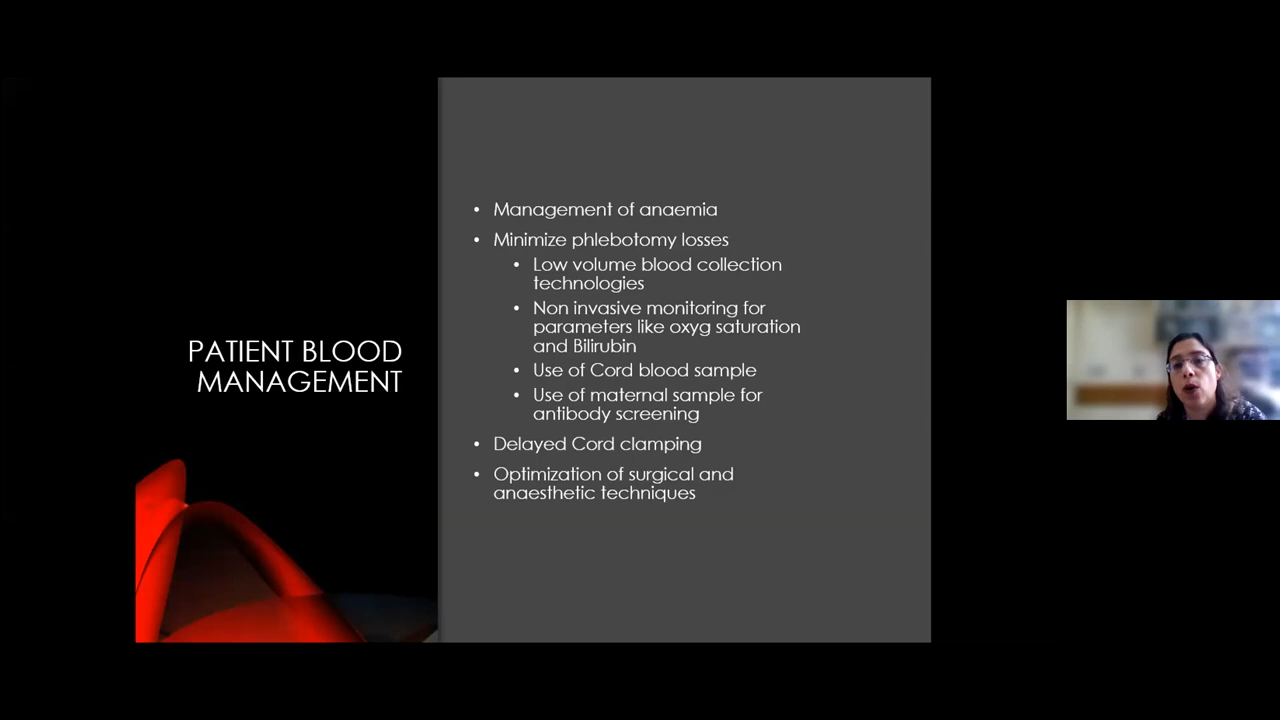 PATIENT BLOOD
MANAGEMENT
• Management of anaemia
• Minimize phlebotomy losses
• Low volume blood collection
technologies
• Non invasive monitoring for
parameters like oxyg saturation
and Bilirubin
• Use of Cord blood sample
• Use of maternal sample for
antibody screening
• Delayed Cord clamping
• Optimization of surgical and
anaesthetic techniques